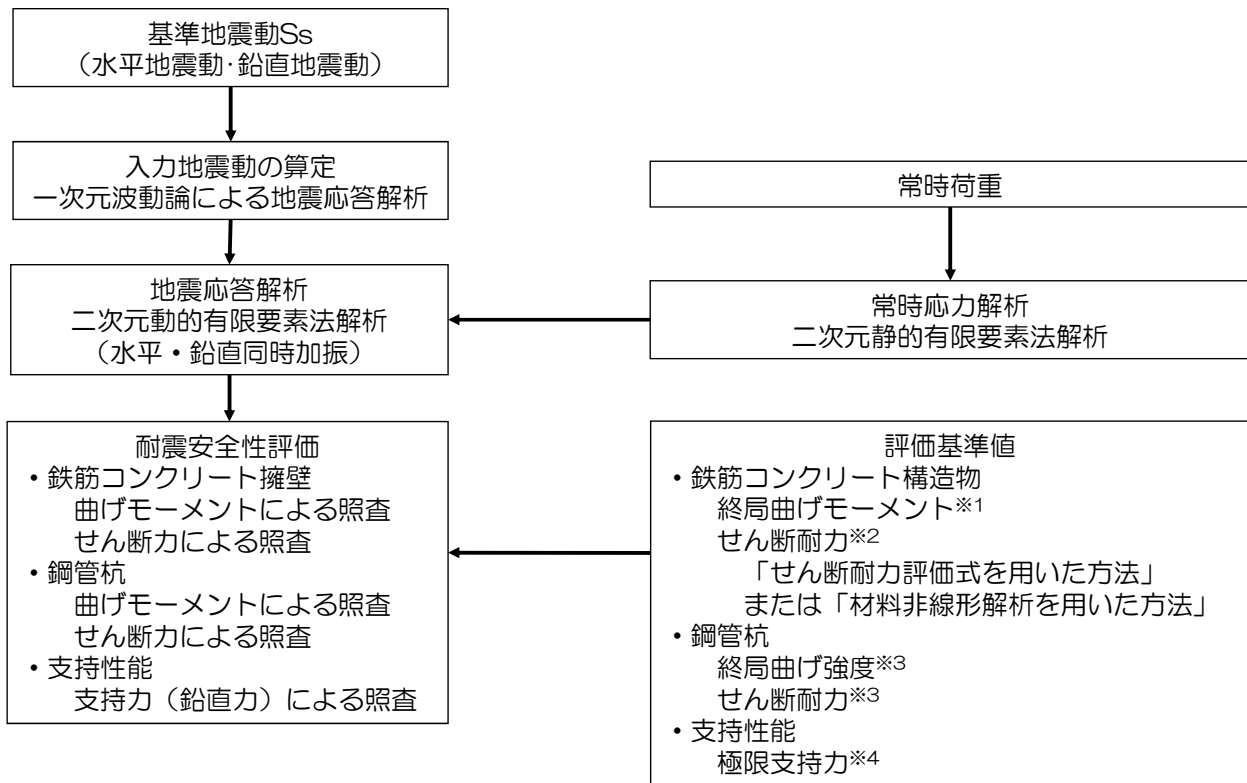 基準地震動Ss
（水平地震動・鉛直地震動）
入力地震動の算定
一次元波動論による地震応答解析
常時荷重
地震応答解析
二次元動的有限要素法解析
（水平・鉛直同時加振）
常時応力解析
二次元静的有限要素法解析
耐震安全性評価
・鉄筋コンクリート擁壁
曲げモーメントによる照査
せん断力による照査
・鋼管杭
曲げモーメントによる照査
せん断力による照査
・支持性能
支持力（鉛直力）による照査
評価基準値
・鉄筋コンクリート構造物
終局曲げモーメント※1
せん断耐力※2
「せん断耐力評価式を用いた方法」
または「材料非線形解析を用いた方法」
・鋼管杭
終局曲げ強度※3
せん断耐力※3
・支持性能
極限支持力※4